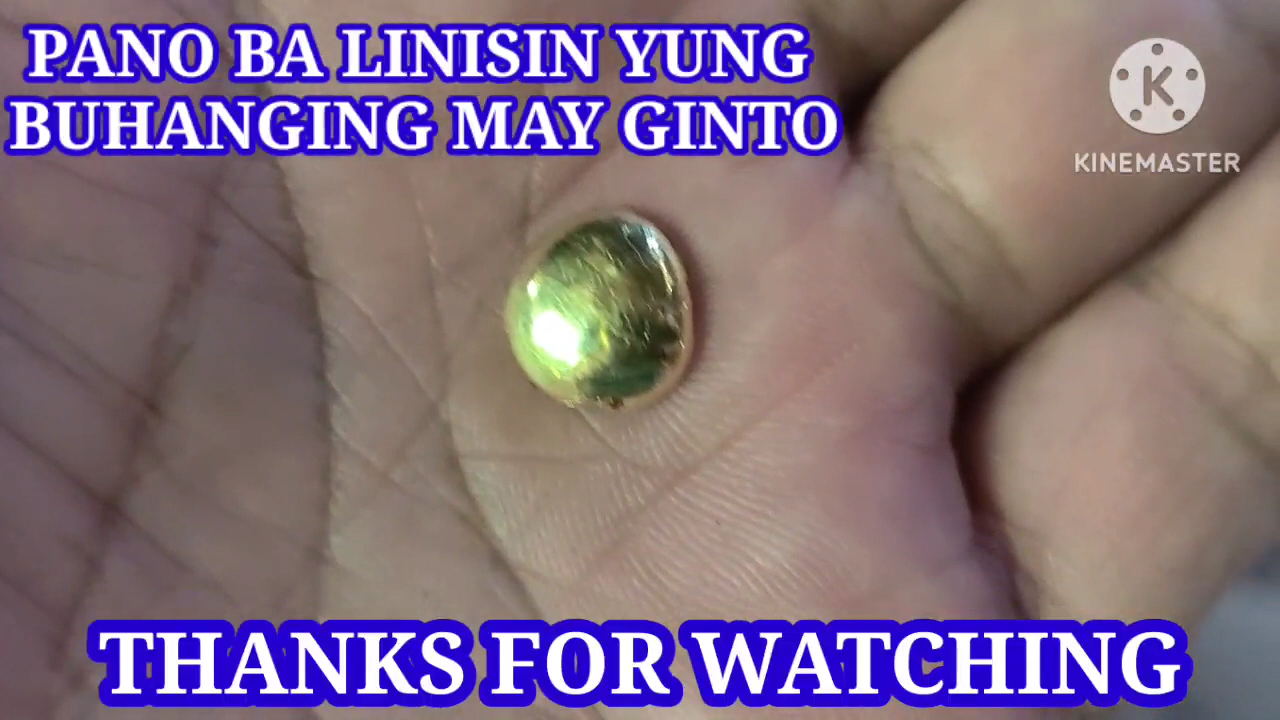 PANO BA LINISIN YUNG
BUHANGING MAY GINTO
K
KINEMASTER
THANKS FOR WATCHING